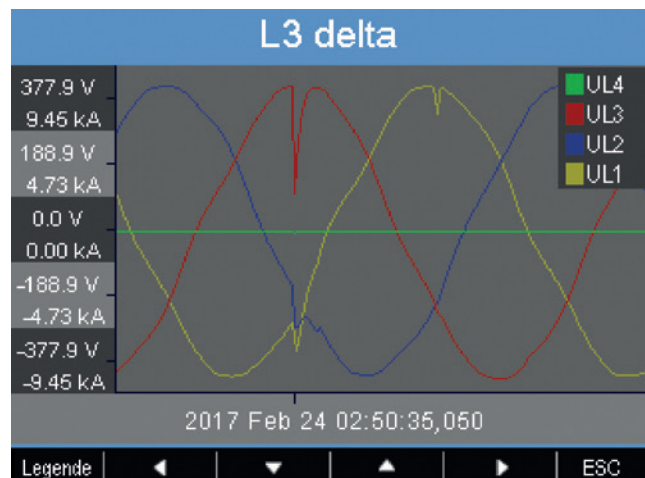 L3 delta
377.9 V
9.45 kA
188.9 V
4.73 kA
0.0 V
0.00 kA
-188.9 V
-4.73 kA
-377.9 V
-9.45 kA
UL4
UL3
UL2
UL1
2017 Feb 24 02:50:35,050
Legende ESC